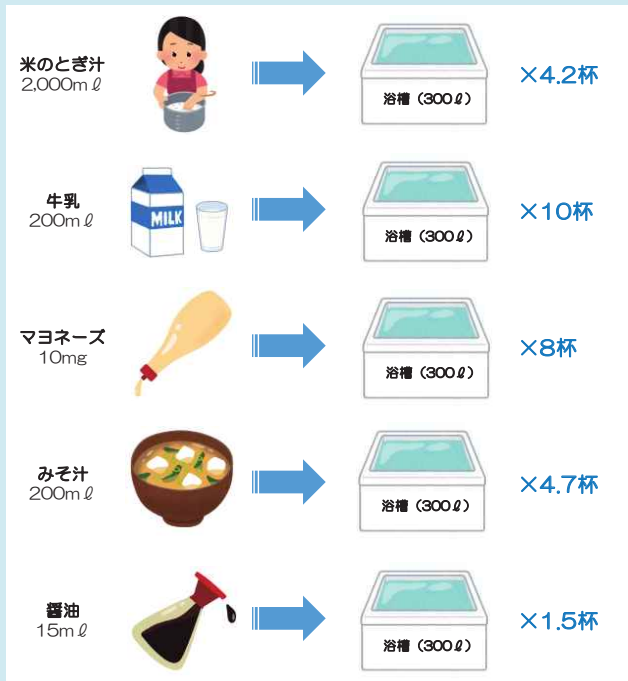 米のとぎ汁
2,000mℓ
浴槽（300ℓ）
×4.2杯
牛乳
200mℓ
MILK
浴槽（300ℓ）
×10杯
マヨネーズ
10mg
浴槽（300ℓ）
×8杯
みそ汁
200mℓ
浴槽（300ℓ）
×4.7杯
醤油
15mℓ
浴槽（300ℓ）
×1.5杯